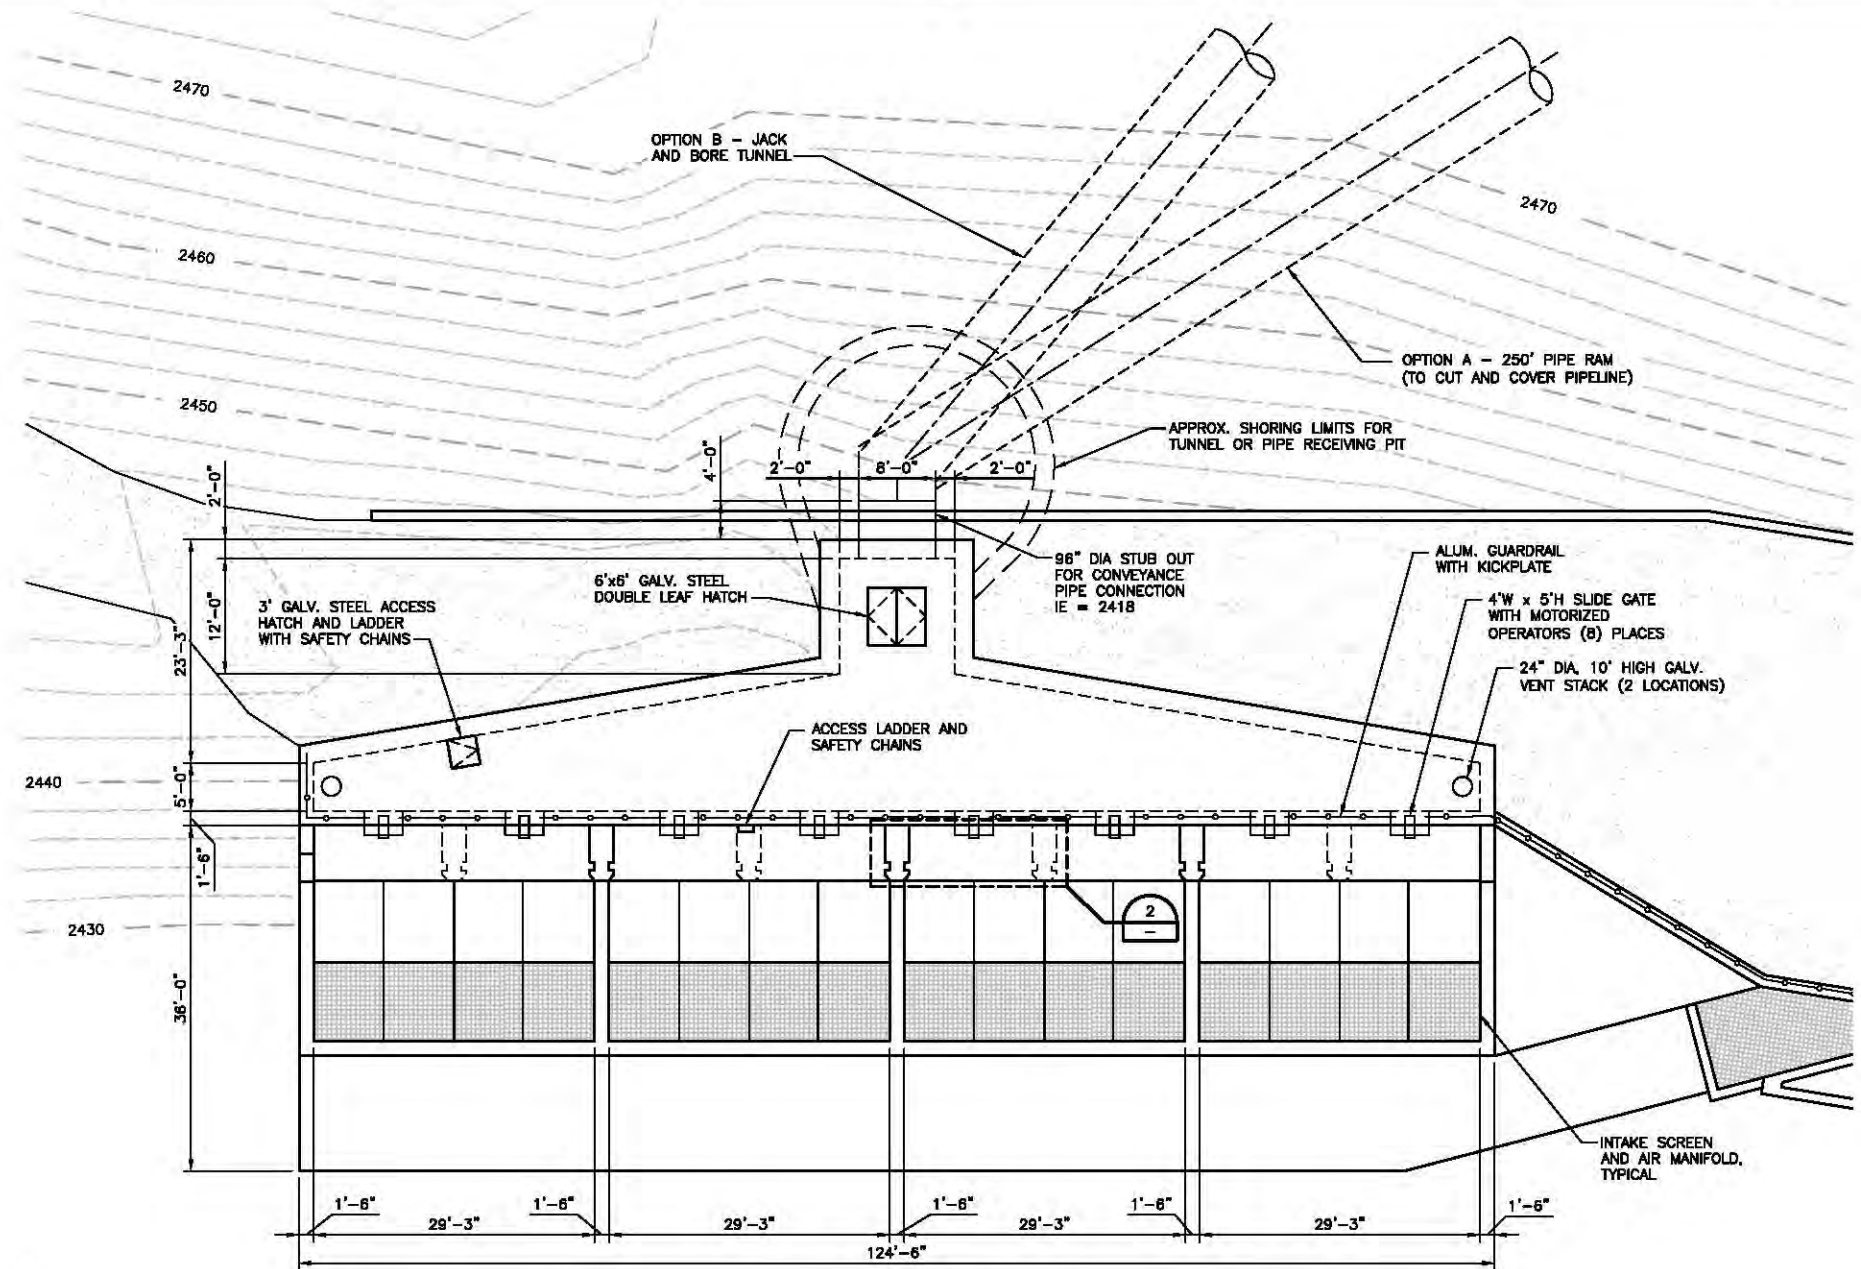 2470
OPTION B - JACK
AND BORE TUNNEL
2470
2460
OPTION A - 250' PIPE RAM
(TO CUT AND COVER PIPELINE)
2450
APPROX. SHORING LIMITS FOR
TUNNEL OR PIPE RECEIVING PIT
4'-0"
2'-0"
8'-0"
2'-0"
2'-0"
96" DIA STUB OUT
FOR CONVEYANCE
PIPE CONNECTION
IE = 2418
ALUM. GUARDRAIL
WITH KICKPLATE
6'x6' GALV. STEEL
DOUBLE LEAF HATCH
3' GALV. STEEL ACCESS
HATCH AND LADDER
WITH SAFETY CHAINS
12'-0"
23'-3"
4'W x 5'H SLIDE GATE
WITH MOTORIZED
OPERATORS (8) PLACES
24" DIA, 10' HIGH GALV.
VENT STACK (2 LOCATIONS)
ACCESS LADDER AND
SAFETY CHAINS
2440
5'-0"
1'-6"
2
-
2430
36'-0"
INTAKE SCREEN
AND AIR MANIFOLD,
TYPICAL
1'-6"
29'-3"
1'-6"
29'-3"
1'-6"
29'-3"
1'-6"
29'-3"
1'-6"
124'-6"